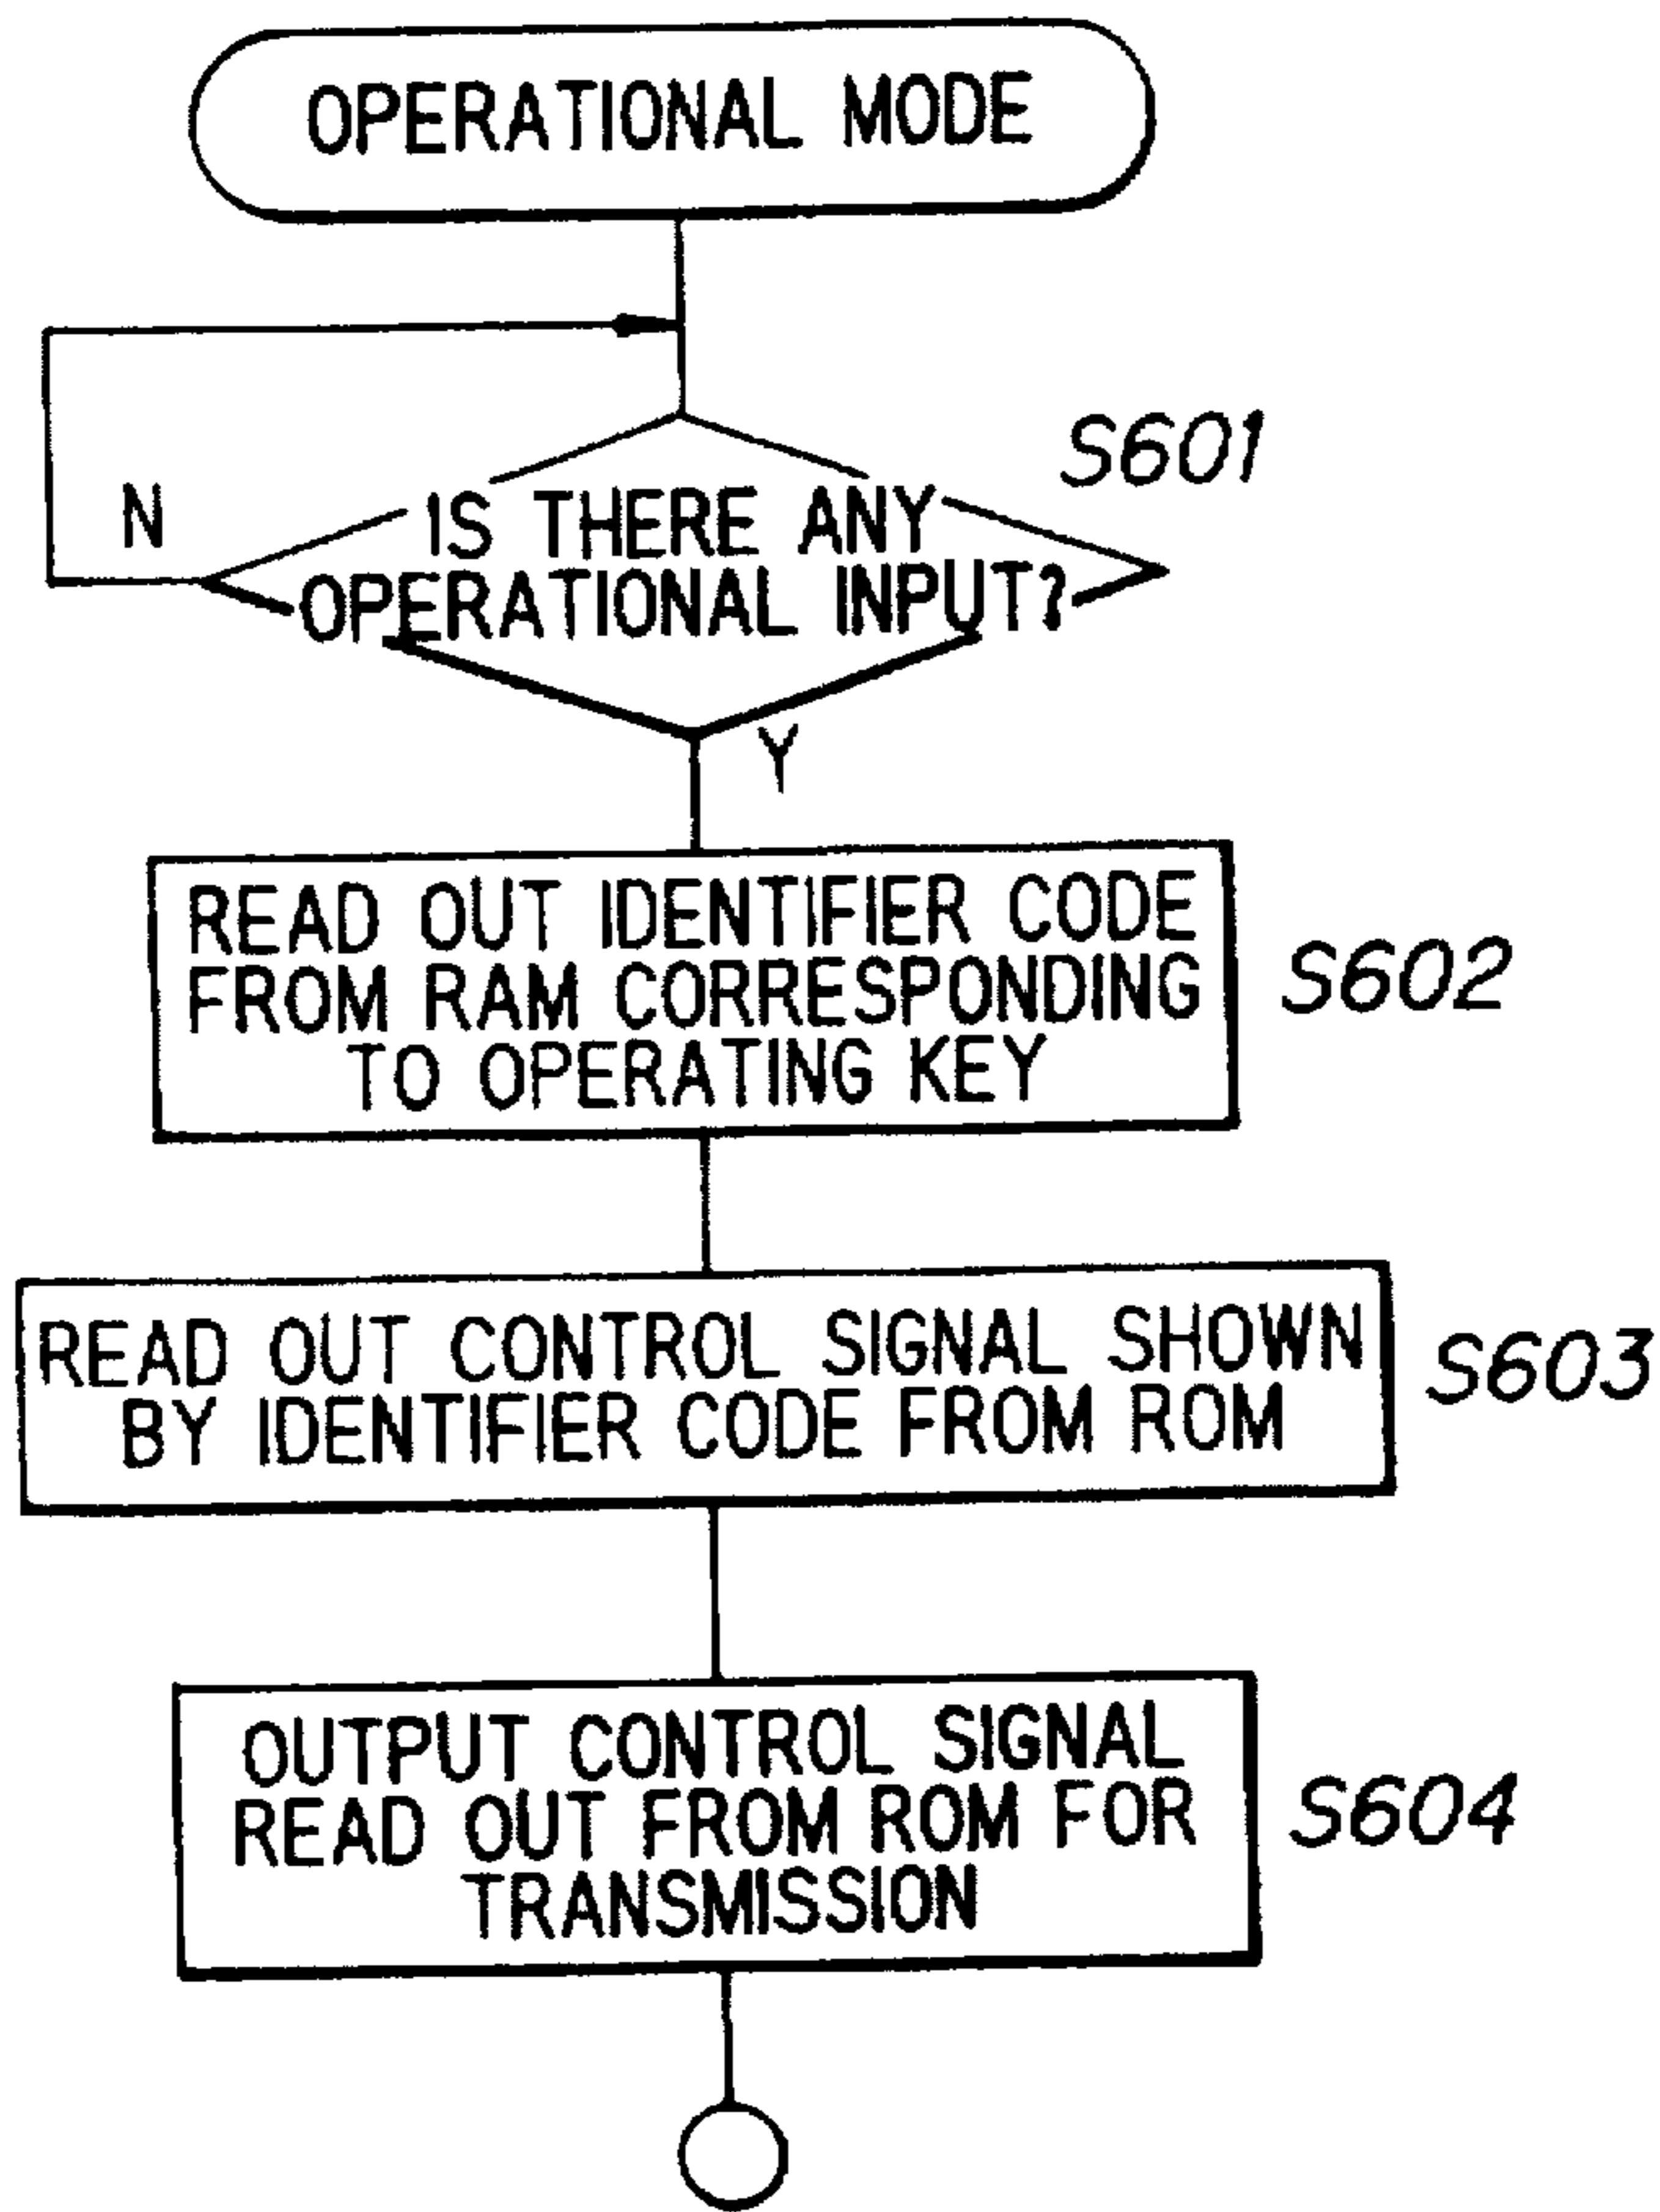 OPERATIONAL MODE
S601
N
IS THERE ANY
OPERATIONAL INPUT?
Y
READ OUT IDENTIFIER CODE
FROM RAM CORRESPONDING
TO OPERATING KEY
S602
READ OUT CONTROL SIGNAL SHOWN
BY IDENTIFIER CODE FROM ROM
S603
OUTPUT CONTROL SIGNAL
READ OUT FROM ROM FOR
TRANSMISSION
S604